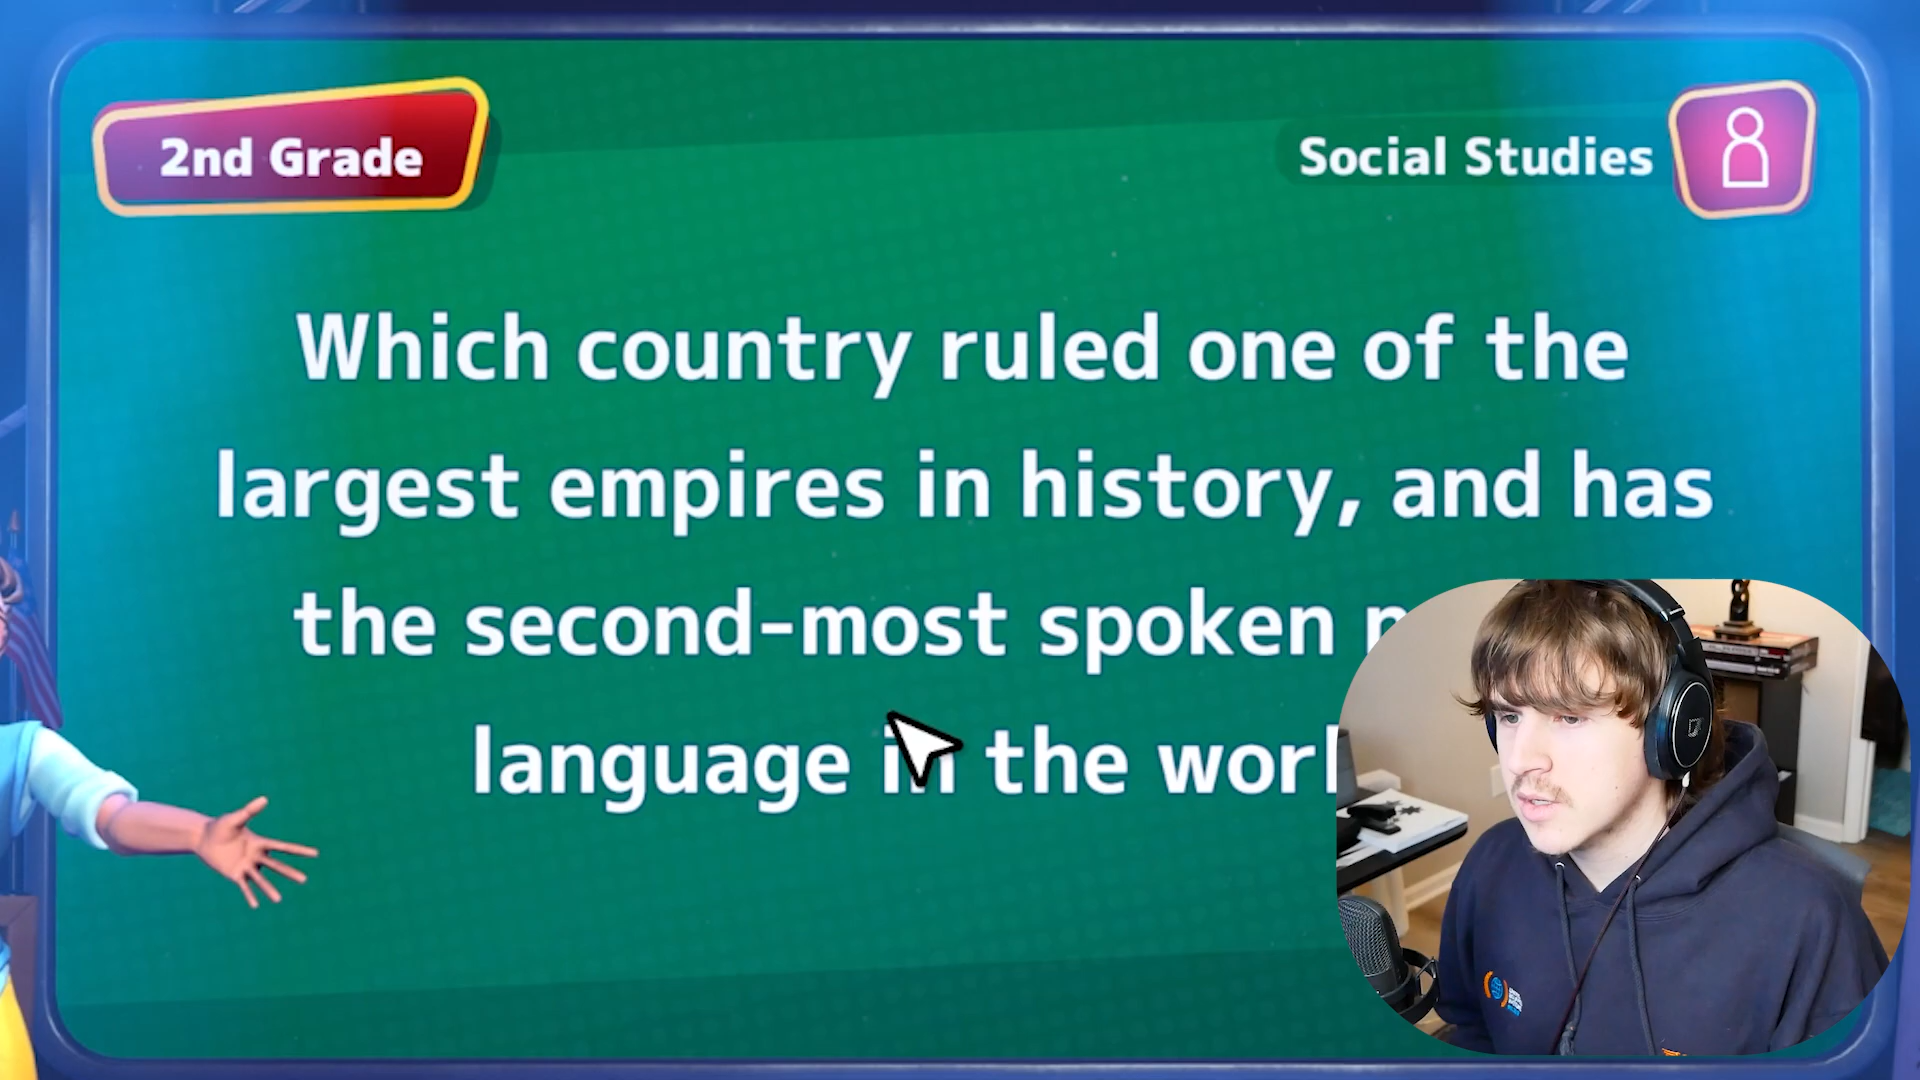 2nd Grade
Social Studies
Which country ruled one of the
largest empires in history, and has
the second-most spoken
language in the